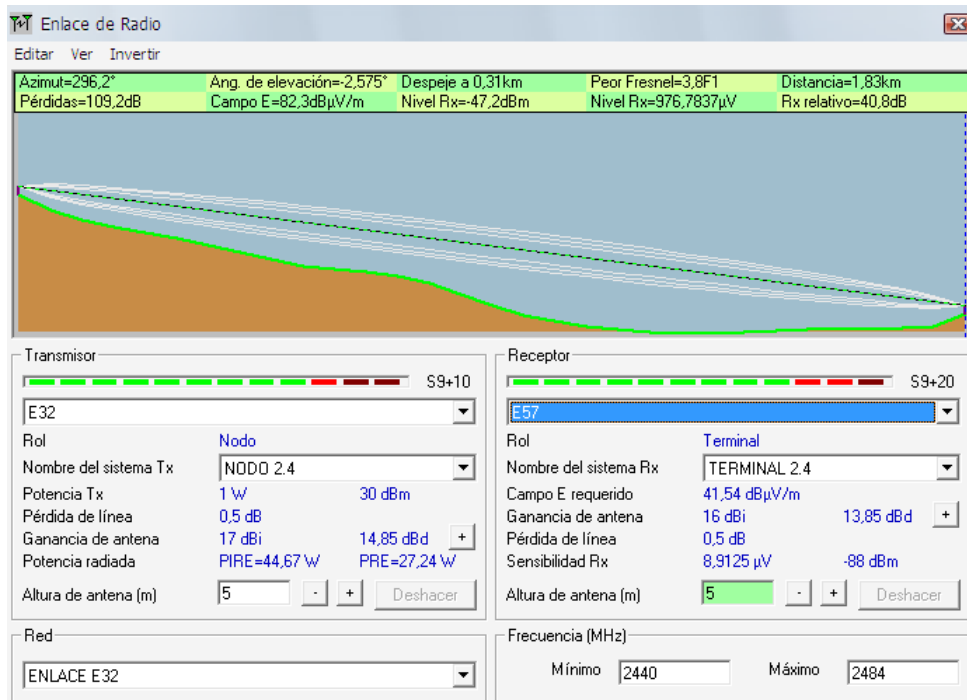 Enlace de Radio
Editar Ver Invertir
Azimut=296,2° Ang. de elevación=-2,575° Despeje a 0,31km Peor Fresnel=3,8F1 Distancia=1,83km
Pérdidas=109,2dB Campo E=82,3dBµV/m Nivel Rx=-47,2dBm Nivel Rx=976,7837µV Rx relativo=40,8dB
Transmisor
S9+10
E32
Rol Nodo
Nombre del sistema Tx NODO 2.4
Potencia Tx 1 W 30 dBm
Pérdida de línea 0,5 dB
Ganancia de antena 17 dBi 14,85 dBd +
Potencia radiada PIRE=44,67 W PRE=27,24 W
Altura de antena (m) 5 - + Deshacer
Red
ENLACE E32
Receptor
S9+20
E57
Rol Terminal
Nombre del sistema Rx TERMINAL 2.4
Campo E requerido 41,54 dBµV/m
Ganancia de antena 16 dBi 13,85 dBd +
Pérdida de línea 0,5 dB
Sensibilidad Rx 8,9125 µV -88 dBm
Altura de antena (m) 5 - + Deshacer
Frecuencia (MHz)
Mínimo 2440 Máximo 2484